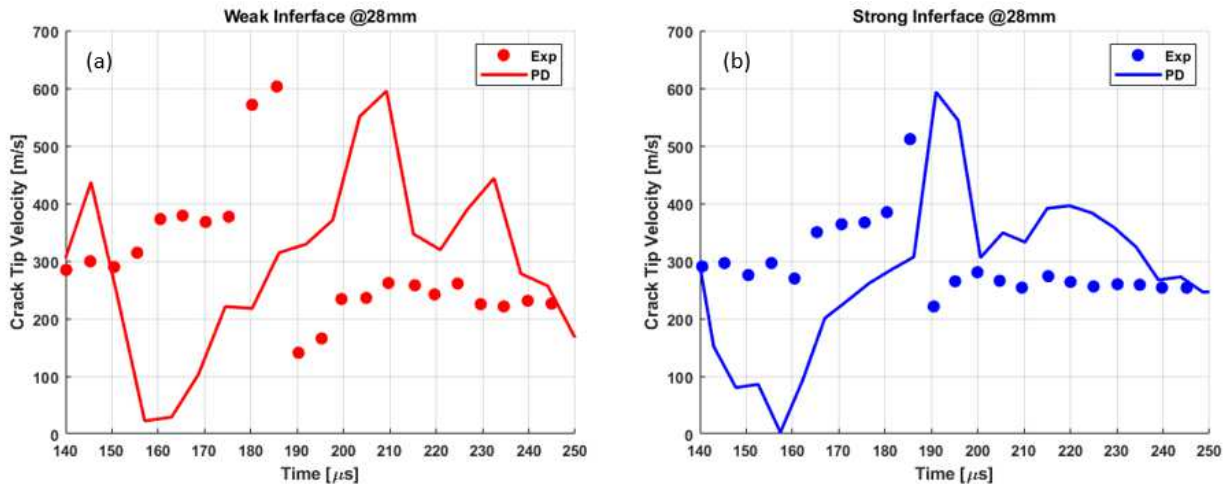 Weak Inferface @28mm
(a)
Exp
PD
Crack Tip Velocity [m/s]
700
600
500
400
300
200
100
0
140 150 160 170 180 190 200 210 220 230 240 250
Time [μs]
Strong Inferface @28mm
(b)
Exp
PD
Crack Tip Velocity [m/s]
700
600
500
400
300
200
100
0
140 150 160 170 180 190 200 210 220 230 240 250
Time [μs]